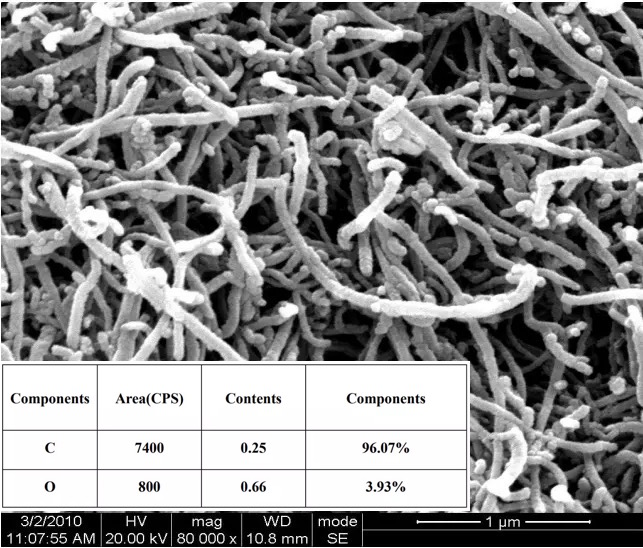 Components Area(CPS) Contents Components
C 7400 0.25 96.07%
O 800 0.66 3.93%
3/2/2010 HV mag WD mode 1 µm
11:07:55 AM 20.00 kV 80 000 x 10.8 mm SE